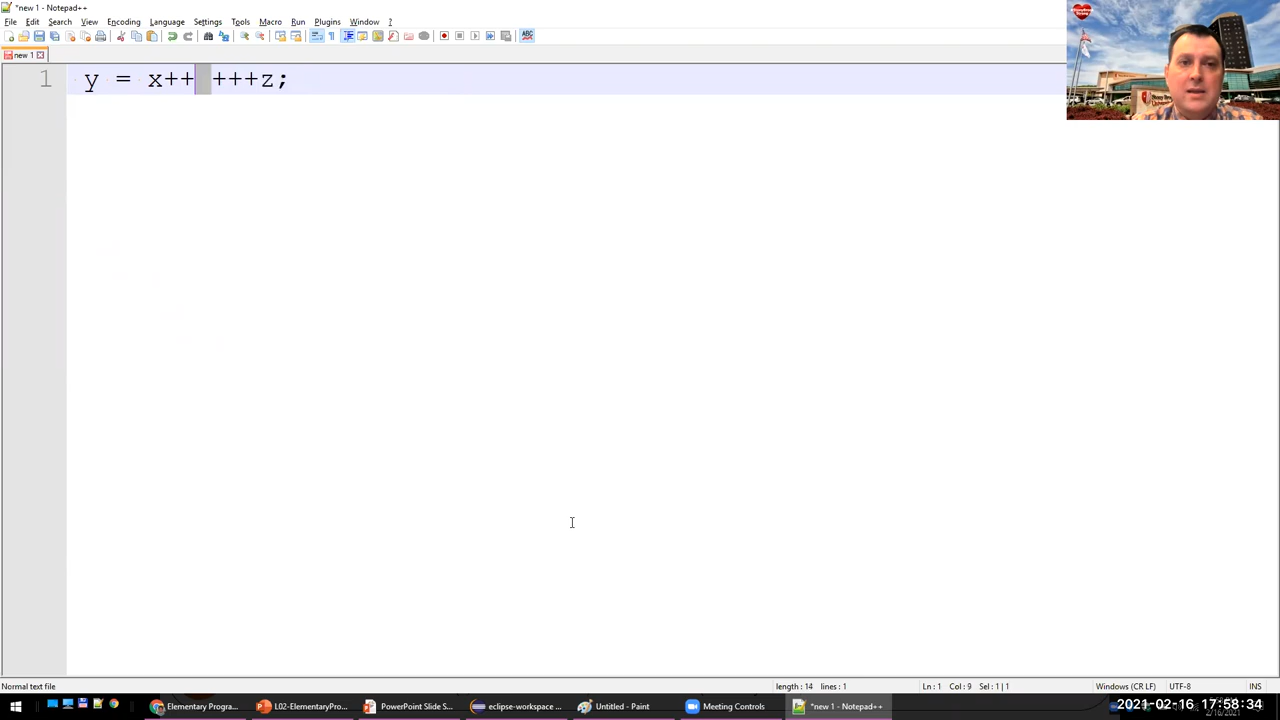 *new 1 - Notepad++
File Edit Search View Encoding Language Settings Tools Macro Run Plugins Window ?
new 1
1 y = x++ +++z;
Normal text file length : 14 lines : 1 Ln : 1 Col : 9 Sel : 1 | 1 Windows (CR LF) UTF-8 INS
Elementary Progra... L02-ElementaryPro... PowerPoint Slide S... eclipse-workspace ... Untitled - Paint Meeting Controls *new 1 - Notepad++ 2021-02-16 17:58:34
2/16/2021